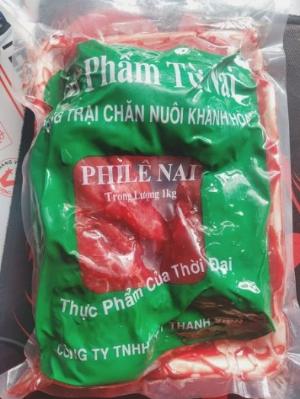 Phẩm Từ Nai
TRẠI CHĂN NUÔI KHÁNH HÒA
PHILÊ NAI
Trọng Lượng 1kg
Thực Phẩm Của Thời Đại
CÔNG TY TNHH THANH